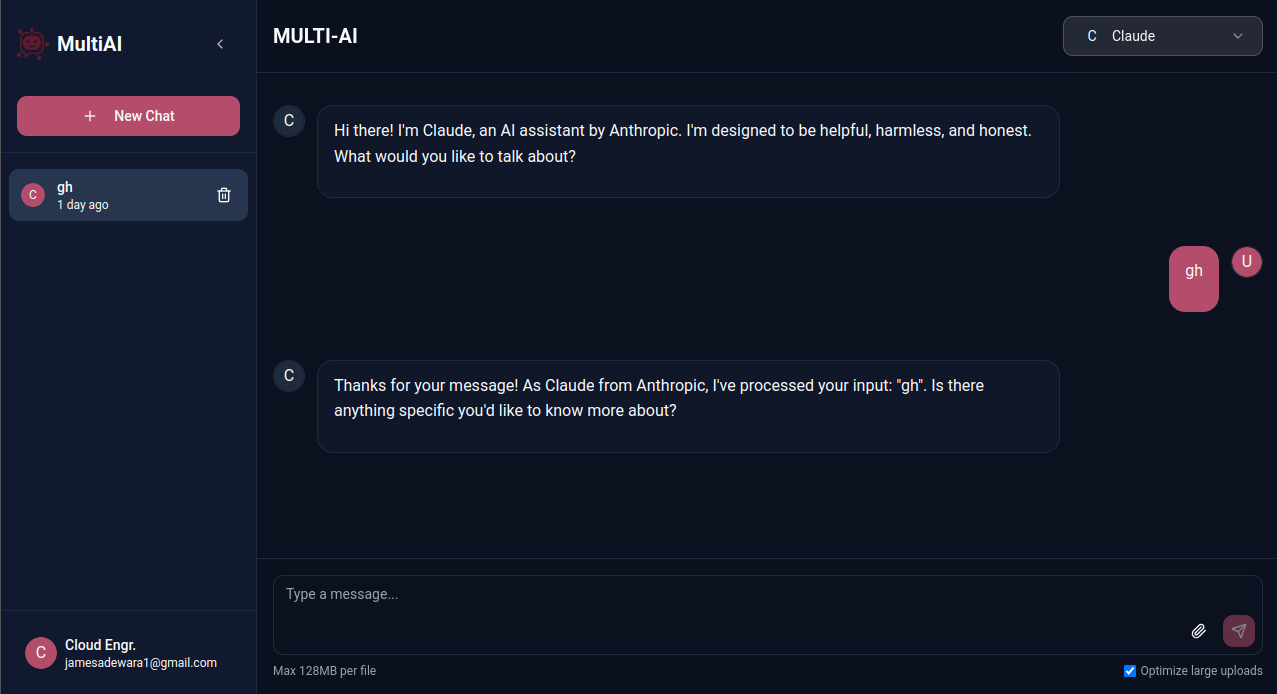 MultiAI
New Chat
C
gh
1 day ago
C
Cloud Engr.
jamesadewara1@gmail.com
MULTI-AI
C Claude
C
Hi there! I'm Claude, an AI assistant by Anthropic. I'm designed to be helpful, harmless, and honest.
What would you like to talk about?
gh
U
C
Thanks for your message! As Claude from Anthropic, I've processed your input: "gh". Is there
anything specific you'd like to know more about?
Type a message...
Max 128MB per file
Optimize large uploads